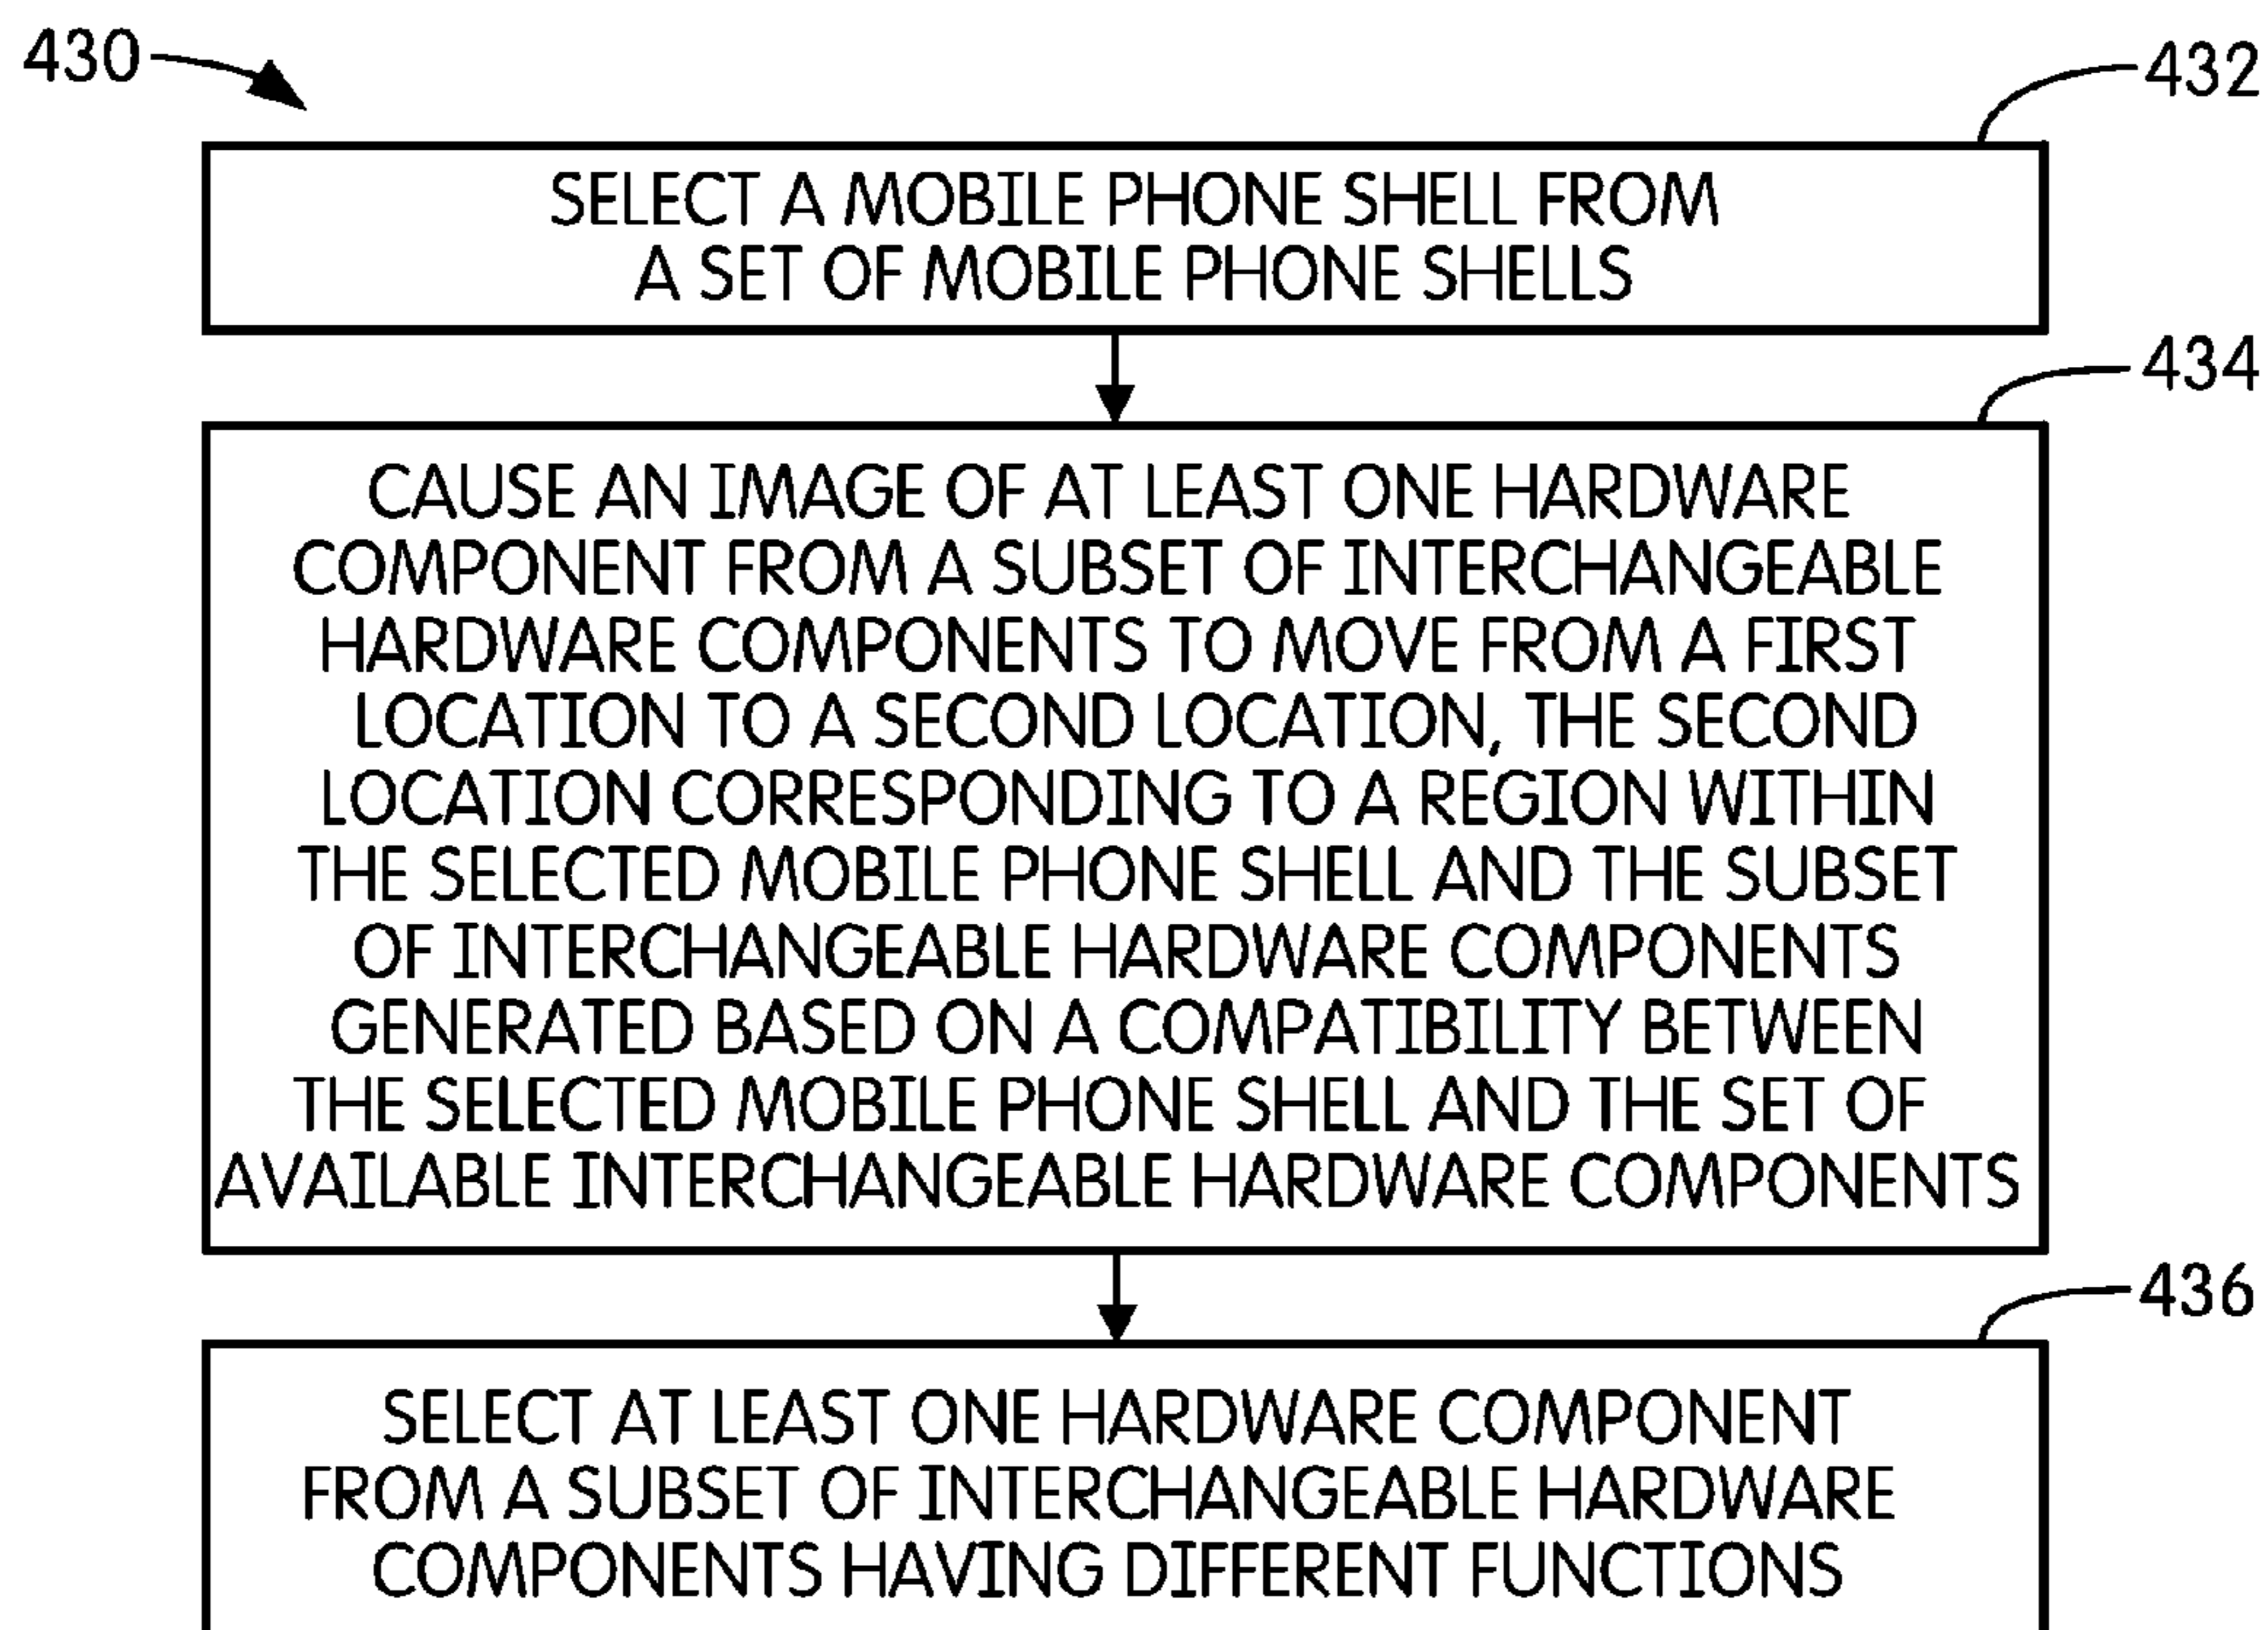 430
432
SELECT A MOBILE PHONE SHELL FROM
A SET OF MOBILE PHONE SHELLS
434
CAUSE AN IMAGE OF AT LEAST ONE HARDWARE
COMPONENT FROM A SUBSET OF INTERCHANGEABLE
HARDWARE COMPONENTS TO MOVE FROM A FIRST
LOCATION TO A SECOND LOCATION, THE SECOND
LOCATION CORRESPONDING TO A REGION WITHIN
THE SELECTED MOBILE PHONE SHELL AND THE SUBSET
OF INTERCHANGEABLE HARDWARE COMPONENTS
GENERATED BASED ON A COMPATIBILITY BETWEEN
THE SELECTED MOBILE PHONE SHELL AND THE SET OF
AVAILABLE INTERCHANGEABLE HARDWARE COMPONENTS
436
SELECT AT LEAST ONE HARDWARE COMPONENT
FROM A SUBSET OF INTERCHANGEABLE HARDWARE
COMPONENTS HAVING DIFFERENT FUNCTIONS